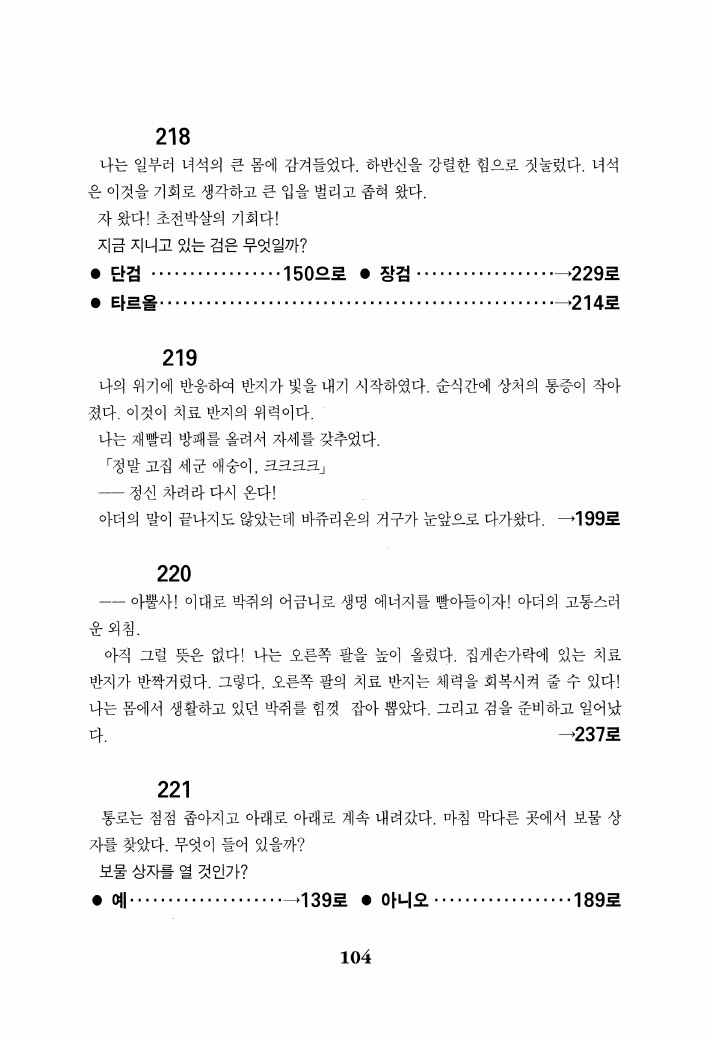 218
나는 일부러 녀석의 큰 몸에 감겨들었다. 하반신을 강렬한 힘으로 짓눌렀다. 녀석
은 이것을 기회로 생각하고 큰 입을 벌리고 좁혀 왔다.
자 왔다! 초전박살의 기회다!
지금 지니고 있는 검은 무엇일까?
● 단검 ·················150으로 ● 장검 ··················→229로
● 타르올···················································→214로
219
나의 위기에 반응하여 반지가 빛을 내기 시작하였다. 순식간에 상처의 통증이 작아
졌다. 이것이 치료 반지의 위력이다.
나는 재빨리 방패를 올려서 자세를 갖추었다.
「정말 고집 세군 애숭이, 크크크크」
── 정신 차려라 다시 온다!
아더의 말이 끝나지도 않았는데 바쥬리온의 거구가 눈앞으로 다가왔다. →199로
220
── 아뿔사! 이대로 박쥐의 어금니로 생명 에너지를 빨아들이자! 아더의 고통스러
운 외침.
아직 그럴 뜻은 없다! 나는 오른쪽 팔을 높이 올렸다. 집게손가락에 있는 치료
반지가 반짝거렸다. 그렇다, 오른쪽 팔의 치료 반지는 체력을 회복시켜 줄 수 있다!
나는 몸에서 생활하고 있던 박쥐를 힘껏 잡아 뽑았다. 그리고 검을 준비하고 일어났
다. →237로
221
통로는 점점 좁아지고 아래로 아래로 계속 내려갔다. 마침 막다른 곳에서 보물 상
자를 찾았다. 무엇이 들어 있을까?
보물 상자를 열 것인가?
● 예····················→139로 ● 아니오 ··················189로
104